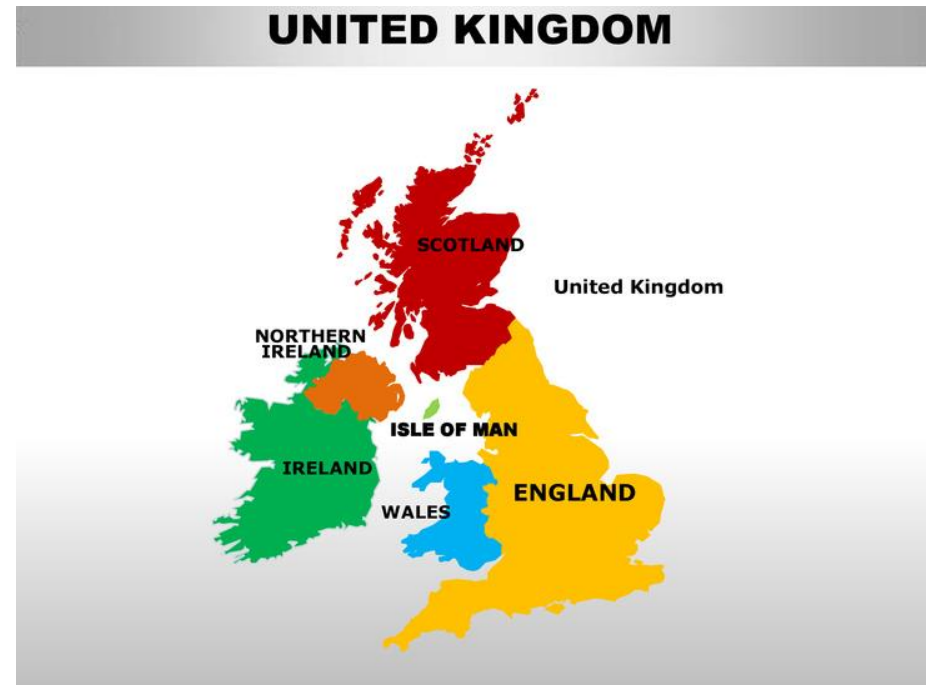 UNITED KINGDOM
SCOTLAND
United Kingdom
NORTHERN
IRELAND
ISLE OF MAN
IRELAND
ENGLAND
WALES